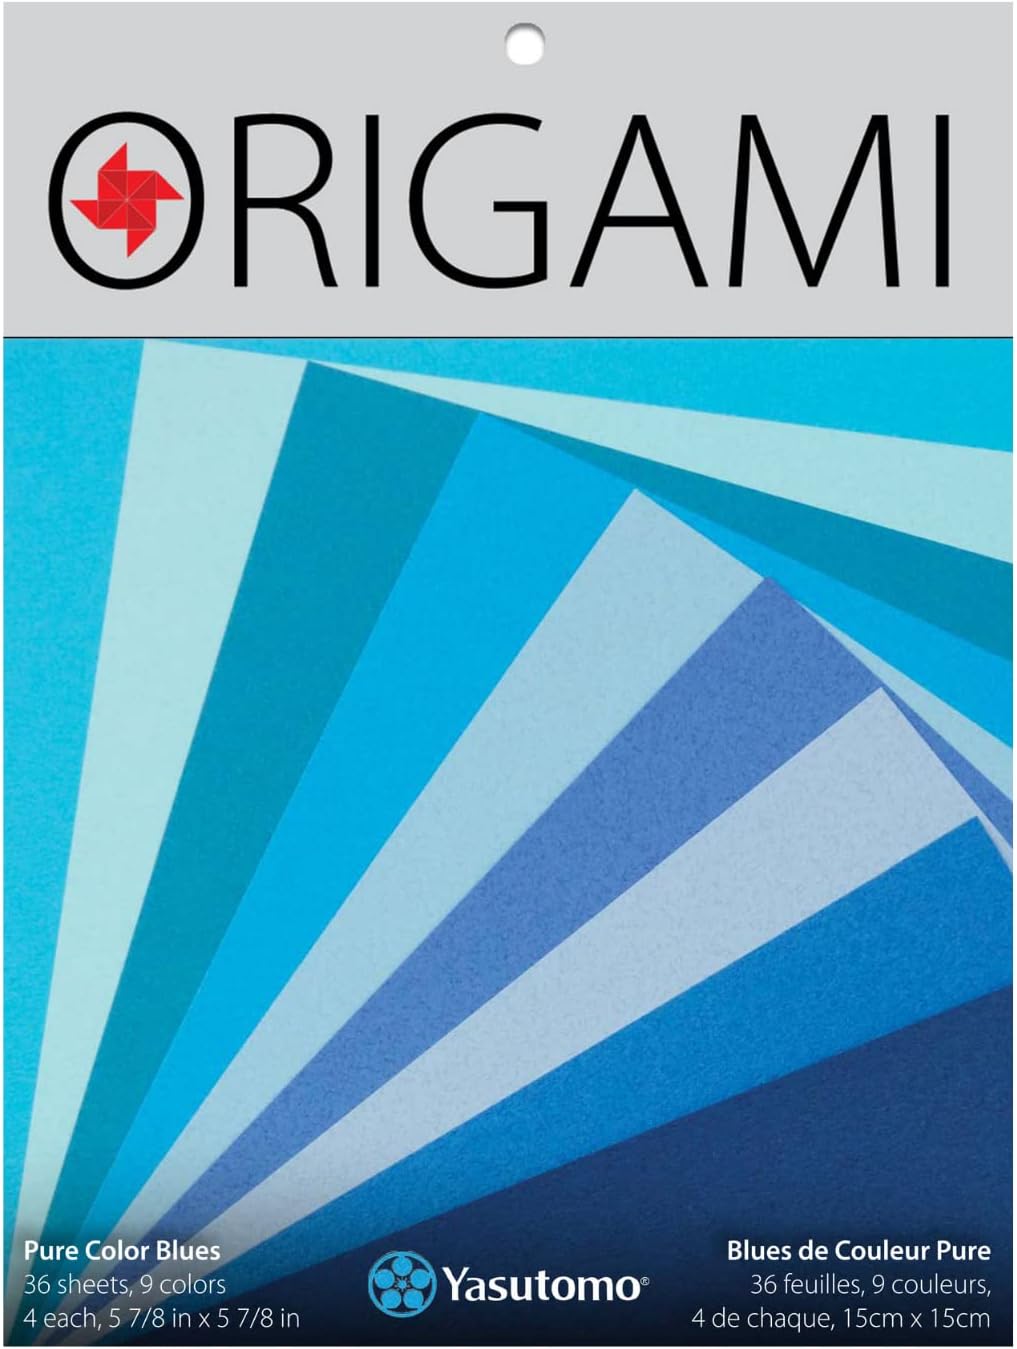 ORIGAMI
Pure Color Blues
36 sheets, 9 colors
4 each, 5 7/8 in x 5 7/8 in
Yasutomo®
Blues de Couleur Pure
36 feuilles, 9 couleurs,
4 de chaque, 15cm x 15cm